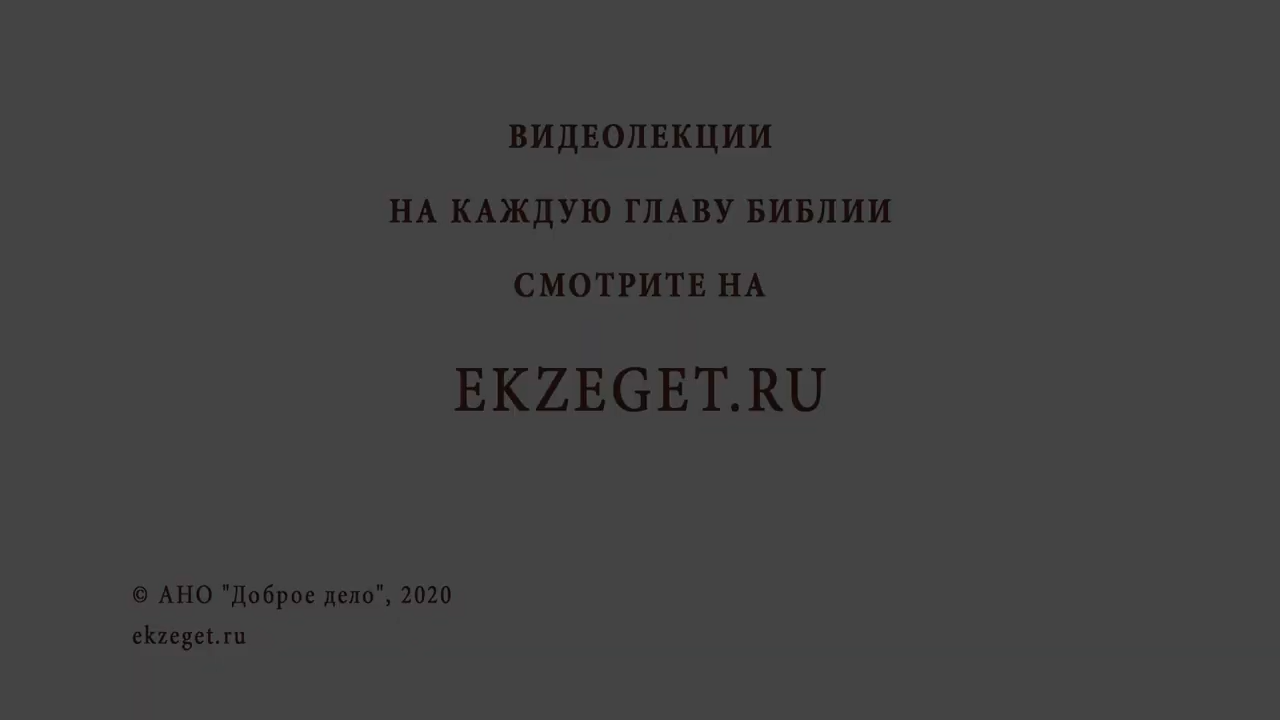 ВИДЕОЛЕКЦИИ
НА КАЖДУЮ ГЛАВУ БИБЛИИ
СМОТРИТЕ НА
EKZEGET.RU
© АНО "Доброе дело", 2020
ekzeget.ru